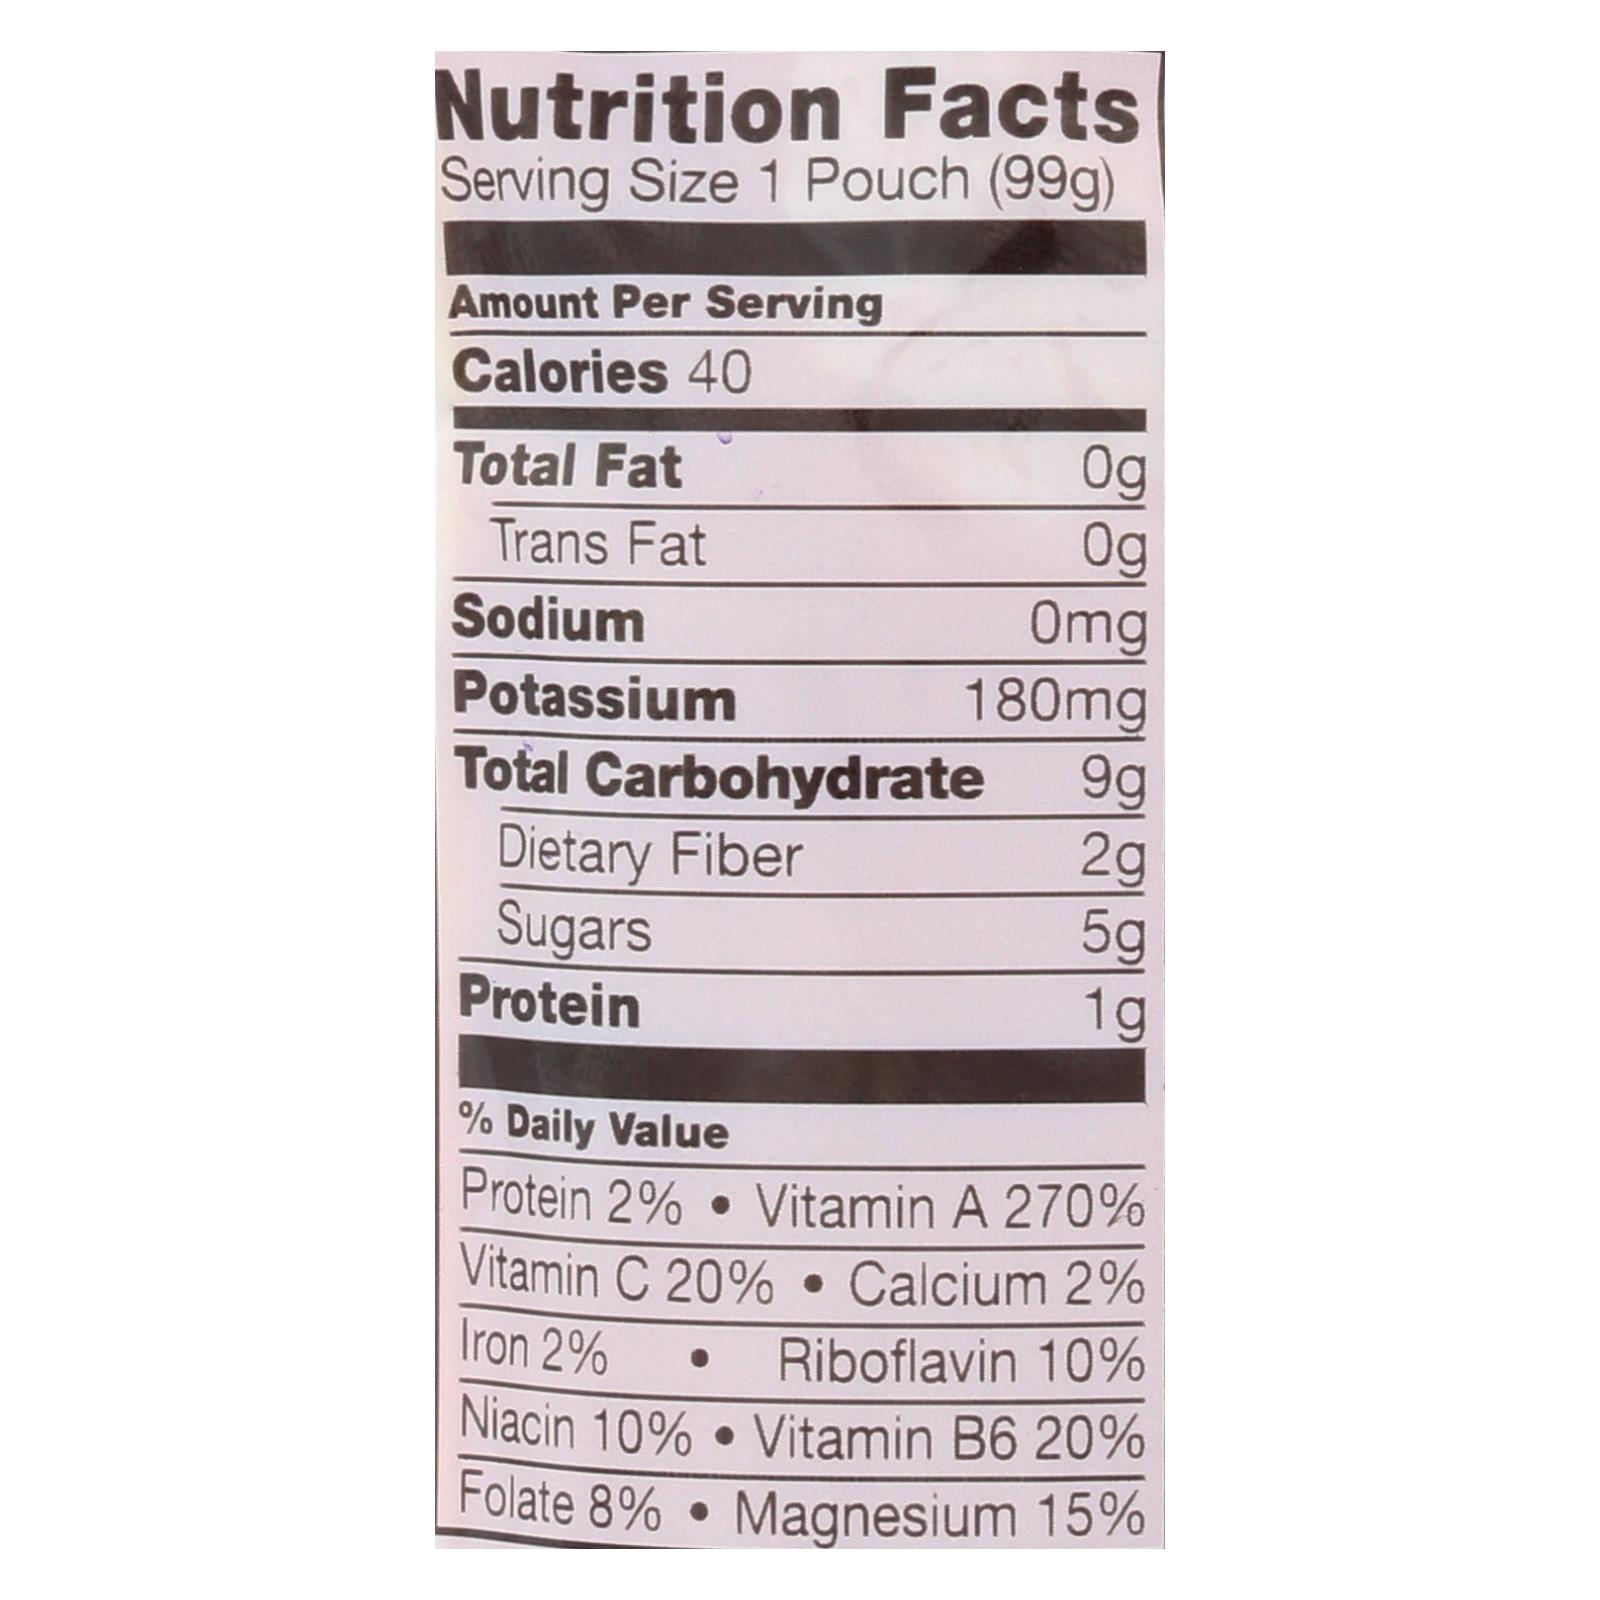 Nutrition Facts
Serving Size 1 Pouch (99g)
Amount Per Serving
Calories 40
Total Fat 0g
Trans Fat 0g
Sodium 0mg
Potassium 180mg
Total Carbohydrate 9g
Dietary Fiber 2g
Sugars 5g
Protein 1g
% Daily Value
Protein 2% • Vitamin A 270%
Vitamin C 20% • Calcium 2%
Iron 2% • Riboflavin 10%
Niacin 10% • Vitamin B6 20%
Folate 8% • Magnesium 15%